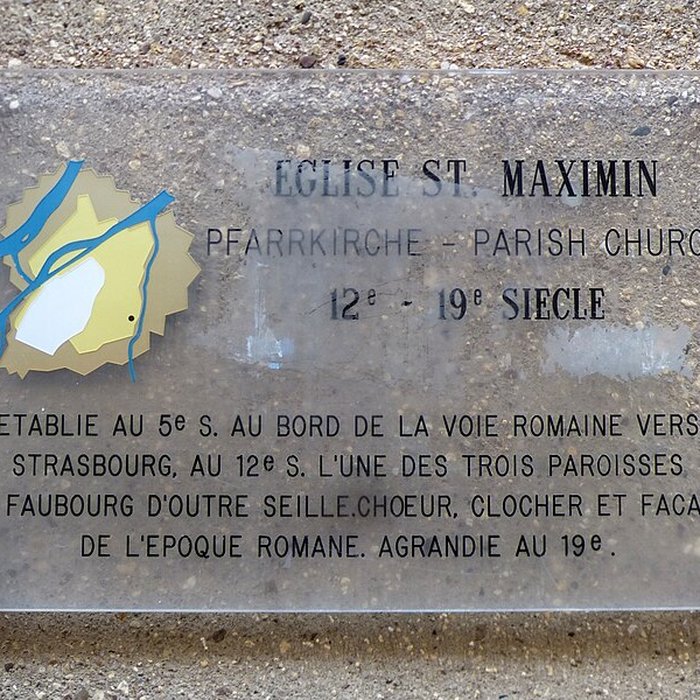 EGLISE ST. MAXIMIN
PFARRKIRCHE - PARISH CHURC
12e - 19e SIECLE
ETABLIE AU 5e S. AU BORD DE LA VOIE ROMAINE VERS
STRASBOURG, AU 12e S. L'UNE DES TROIS PAROISSES
FAUBOURG D'OUTRE SEILLE.CHOEUR, CLOCHER ET FACA
DE L'EPOQUE ROMANE. AGRANDIE AU 19e.